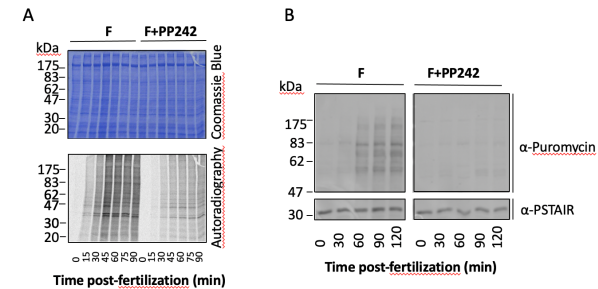 A
F F+PP242
kDa
175
83
62
47
30
20
Coomassie Blue
175
83
62
47
30
20
Autoradiography
0 15 30 45 60 75 90 0 15 30 45 60 75 90
Time post-fertilization (min)
B
F F+PP242
kDa
175
83
62
47
30
α-Puromycin
α-PSTAIR
0 30 60 90 120 0 30 60 90 120
Time post-fertilization (min)